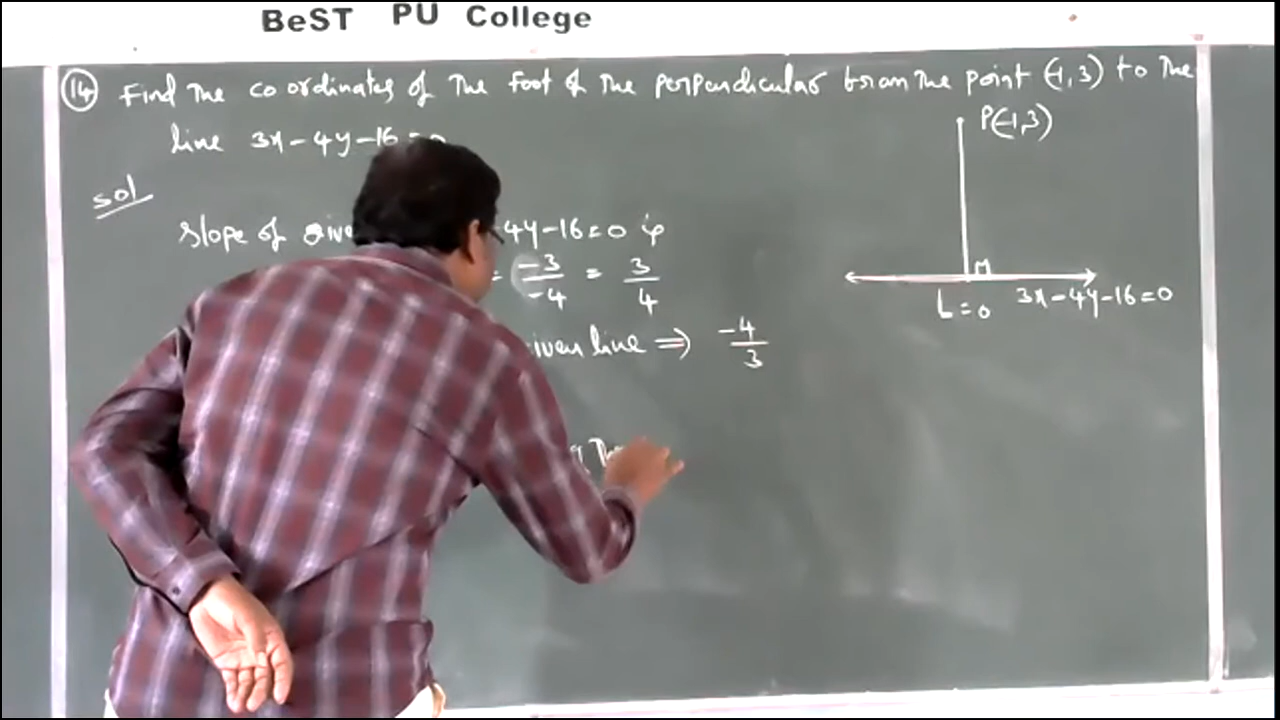 BeST PU College
14 Find The co ordinates of The Foot of The perpendicular from The point (-1, 3) to The
line 3x - 4y - 16 = 0
sol
P(-1,3)
slope of 4y - 16 = 0 is
= -3/-4 = 3/4
M
L = 0 3x - 4y - 16 = 0
line ⇒ -4/3